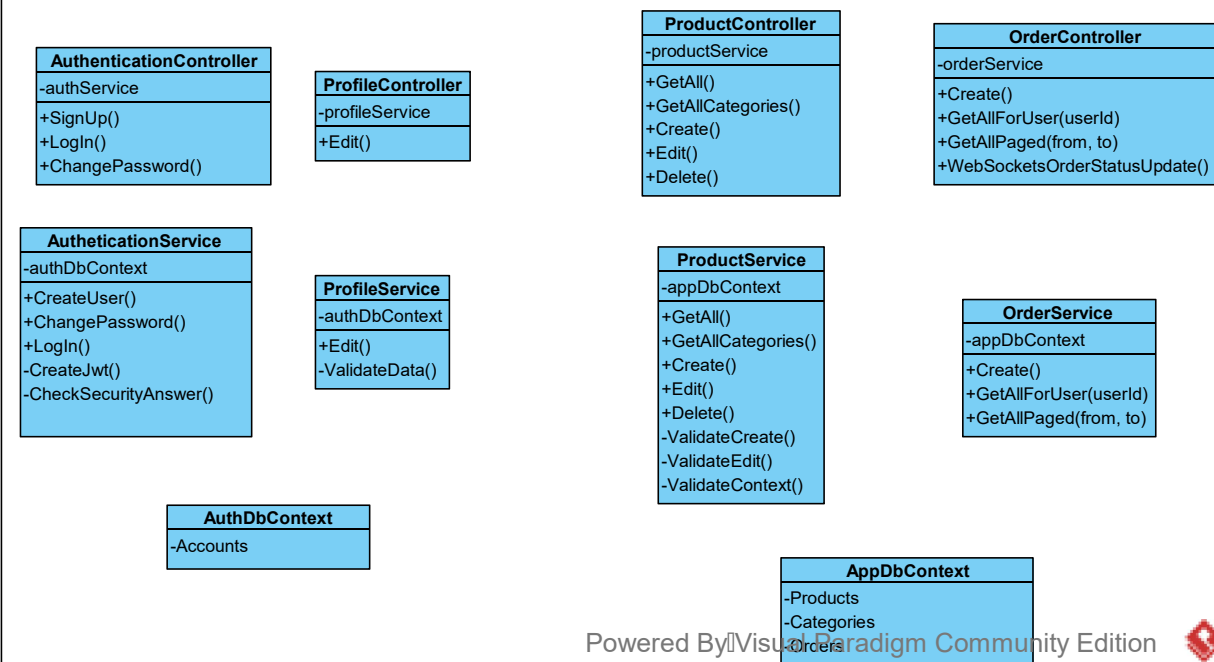 AuthenticationController
-authService
+SignUp()
+LogIn()
+ChangePassword()
ProfileController
-profileService
+Edit()
ProductController
-productService
+GetAll()
+GetAllCategories()
+Create()
+Edit()
+Delete()
OrderController
-orderService
+Create()
+GetAllForUser(userId)
+GetAllPaged(from, to)
+WebSocketsOrderStatusUpdate()
AutheticationService
-authDbContext
+CreateUser()
+ChangePassword()
+LogIn()
-CreateJwt()
-CheckSecurityAnswer()
ProfileService
-authDbContext
+Edit()
-ValidateData()
ProductService
-appDbContext
+GetAll()
+GetAllCategories()
+Create()
+Edit()
+Delete()
-ValidateCreate()
-ValidateEdit()
-ValidateContext()
OrderService
-appDbContext
+Create()
+GetAllForUser(userId)
+GetAllPaged(from, to)
AuthDbContext
-Accounts
AppDbContext
-Products
-Categories
-Orders
Powered By Visual Paradigm Community Edition